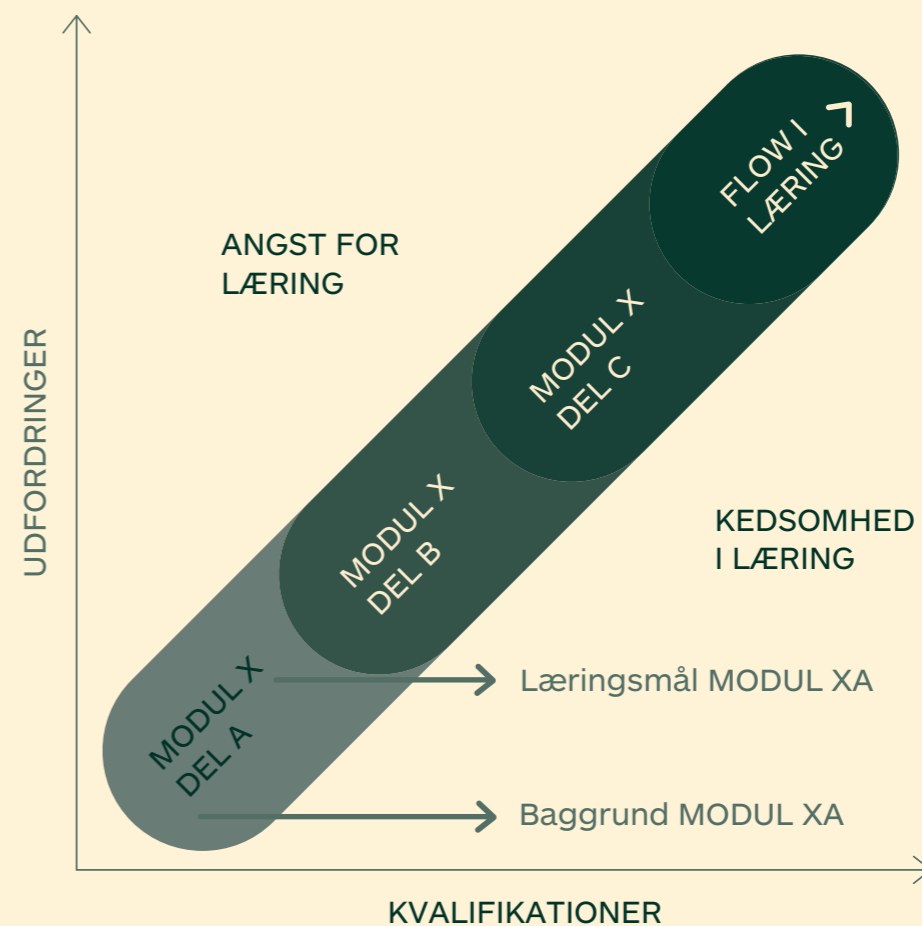 UDFORDRINGER
ANGST FOR
LÆRING
FLOW I
LÆRING
MODUL X
DEL C
MODUL X
DEL B
MODUL X
DEL A
KEDSOMHED
I LÆRING
Læringsmål MODUL XA
Baggrund MODUL XA
KVALIFIKATIONER